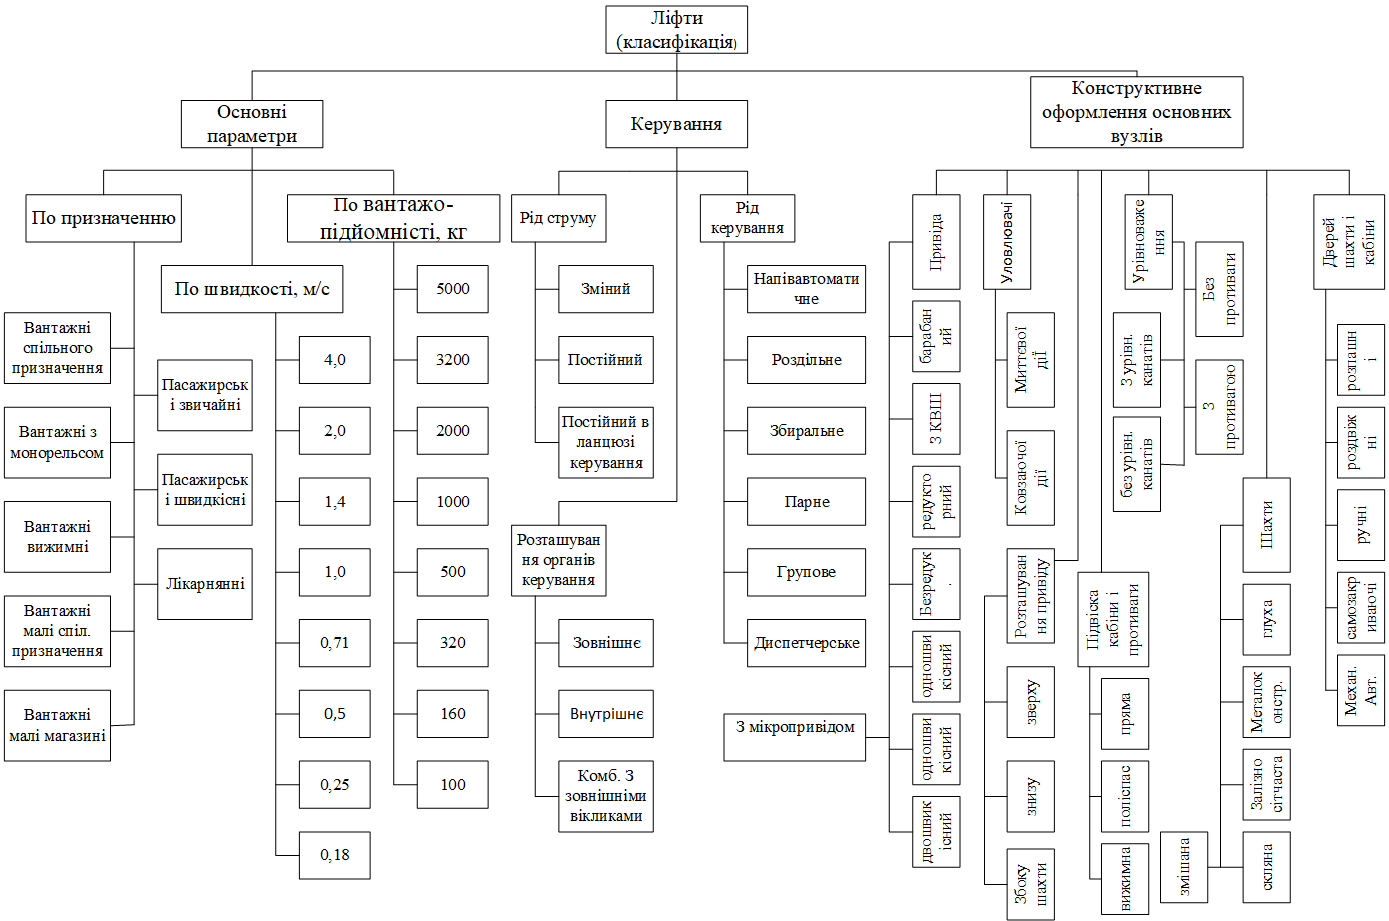 Ліфти
(класифікація)
Основні
параметри
Керування
Конструктивне
оформлення основних
вузлів
По призначенню
По швидкості, м/с
По вантажо-
підйомністі, кг
Рід струму
Рід
керування
Вантажні
спільного
призначення
Вантажні з
монорельсом
Вантажні
вижимні
Вантажні
малі спіл.
призначення
Вантажні
малі магазині
Пасажирськ
і звичайні
Пасажирськ
і швидкісні
Лікарнянні
4,0
2,0
1,4
1,0
0,71
0,5
0,25
0,18
5000
3200
2000
1000
500
320
160
100
Зміний
Постійний
Постійний в
ланцюзі
керування
Розташуван
ня органів
керування
Зовнішнє
Внутрішнє
Комб. З
зовнішніми
вікликами
Напівавтомати
чне
Роздільне
Збиральне
Парне
Групове
Диспетчерське
З мікропривідом
Привіда
барабан
ий
З КВШ
редукто
рний
Безредук
.
одношви
кісний
одношви
кісний
двошвик
існий
Уловлювачі
Миттєвої
дії
Ковзаючої
дії
Розташуван
ня привіду
зверху
знизу
Збоку
шахти
Підвіска
кабіни і
противаги
пряма
поліспас
вижимна
Урівноваже
ння
З урівн.
канатів
без урівн.
канатів
Без
противаги
З
противагою
Шахти
глуха
Металок
онстр.
Залізно
сітчаста
скляна
змішана
Дверей
шахти і
кабіни
розпашн
і
роздвіж
ні
ручні
самозакр
иваючі
Механ.
Авт.